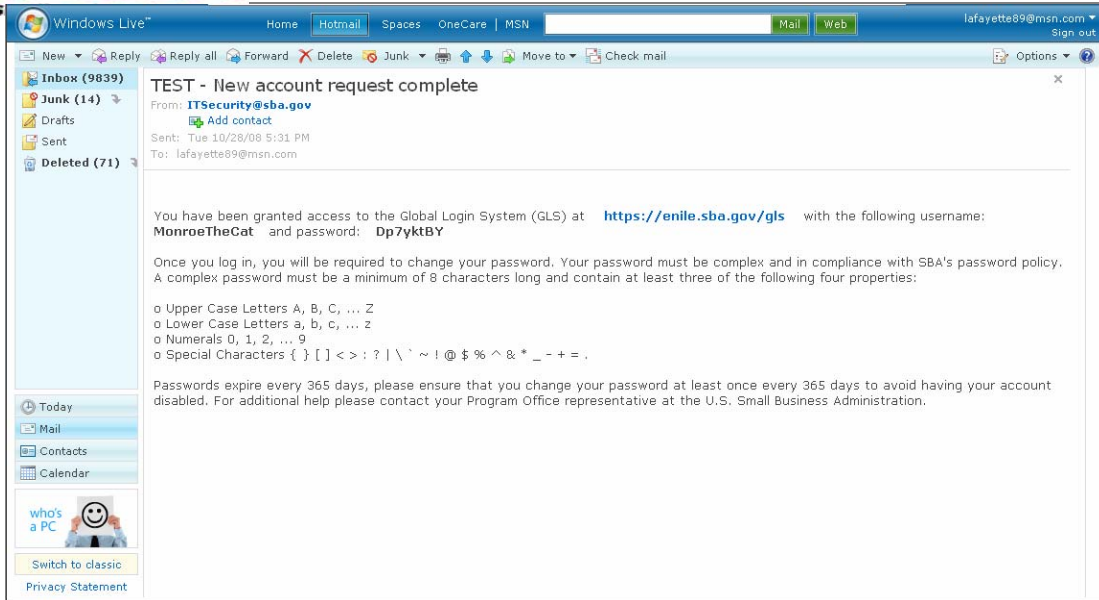 s
Windows Live™ Home Hotmail Spaces OneCare | MSN Mail Web lafayette89@msn.com
Sign out
New Reply Reply all Forward Delete Junk Move to Check mail Options
Inbox (9839)
Junk (14)
Drafts
Sent
Deleted (71)
TEST - New account request complete
From: ITSecurity@sba.gov
Add contact
Sent: Tue 10/28/08 5:31 PM
To: lafayette89@msn.com
You have been granted access to the Global Login System (GLS) at https://enile.sba.gov/gls with the following username:
MonroeTheCat and password: Dp7yktBY
Once you log in, you will be required to change your password. Your password must be complex and in compliance with SBA's password policy.
A complex password must be a minimum of 8 characters long and contain at least three of the following four properties:
o Upper Case Letters A, B, C, ... Z
o Lower Case Letters a, b, c, ... z
o Numerals 0, 1, 2, ... 9
o Special Characters { } [ ] < > : ? | \ ` ~ ! @ $ % ^ & * _ - + = .
Passwords expire every 365 days, please ensure that you change your password at least once every 365 days to avoid having your account
disabled. For additional help please contact your Program Office representative at the U.S. Small Business Administration.
Today
Mail
Contacts
Calendar
who's
a PC
Switch to classic
Privacy Statement